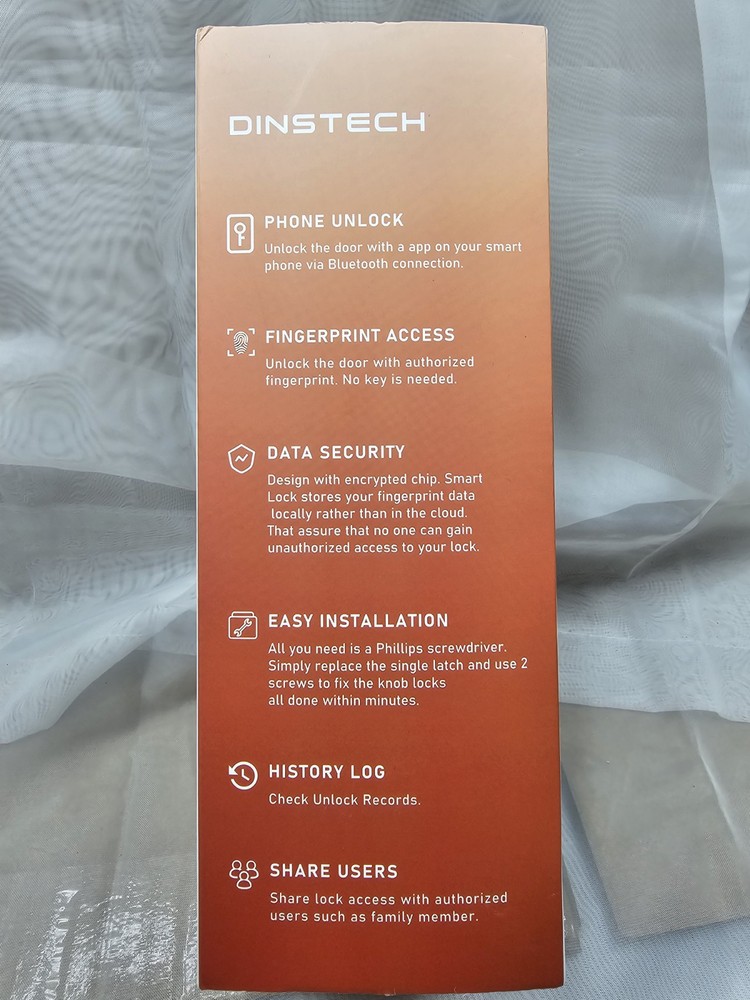 DINSTECH
PHONE UNLOCK
Unlock the door with a app on your smart
phone via Bluetooth connection.
FINGERPRINT ACCESS
Unlock the door with authorized
fingerprint. No key is needed.
DATA SECURITY
Design with encrypted chip. Smart
Lock stores your fingerprint data
locally rather than in the cloud.
That assure that no one can gain
unauthorized access to your lock.
EASY INSTALLATION
All you need is a Phillips screwdriver.
Simply replace the single latch and use 2
screws to fix the knob locks
all done within minutes.
HISTORY LOG
Check Unlock Records.
SHARE USERS
Share lock access with authorized
users such as family member.